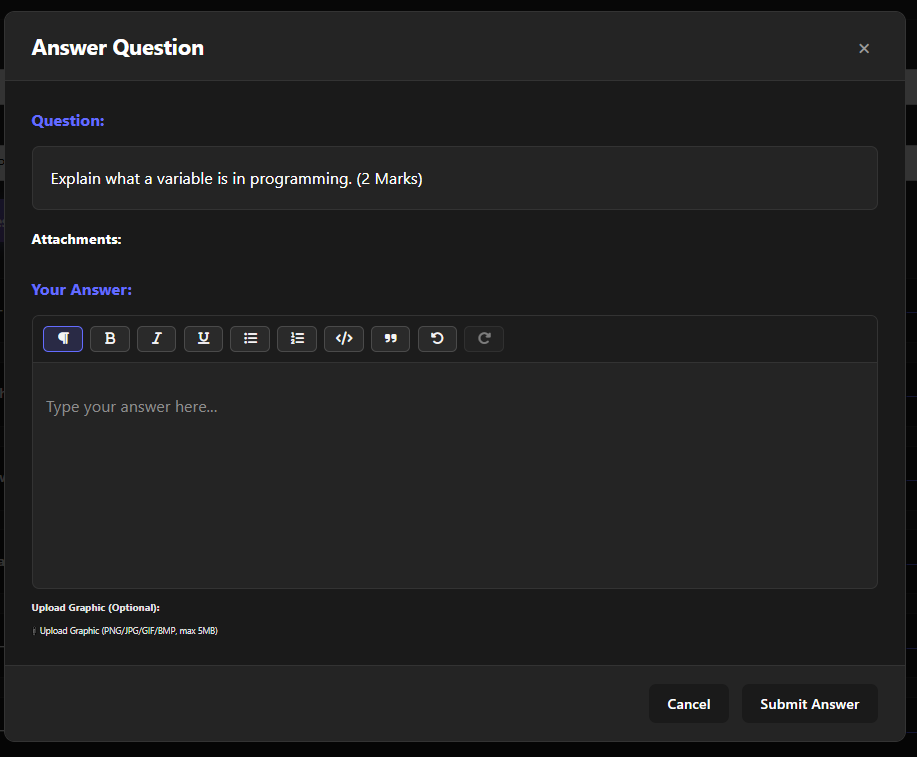 Answer Question
×
Question:
Explain what a variable is in programming. (2 Marks)
Attachments:
Your Answer:
¶ B I U </> "
Type your answer here...
Upload Graphic (Optional):
Upload Graphic (PNG/JPG/GIF/BMP, max 5MB)
Cancel Submit Answer